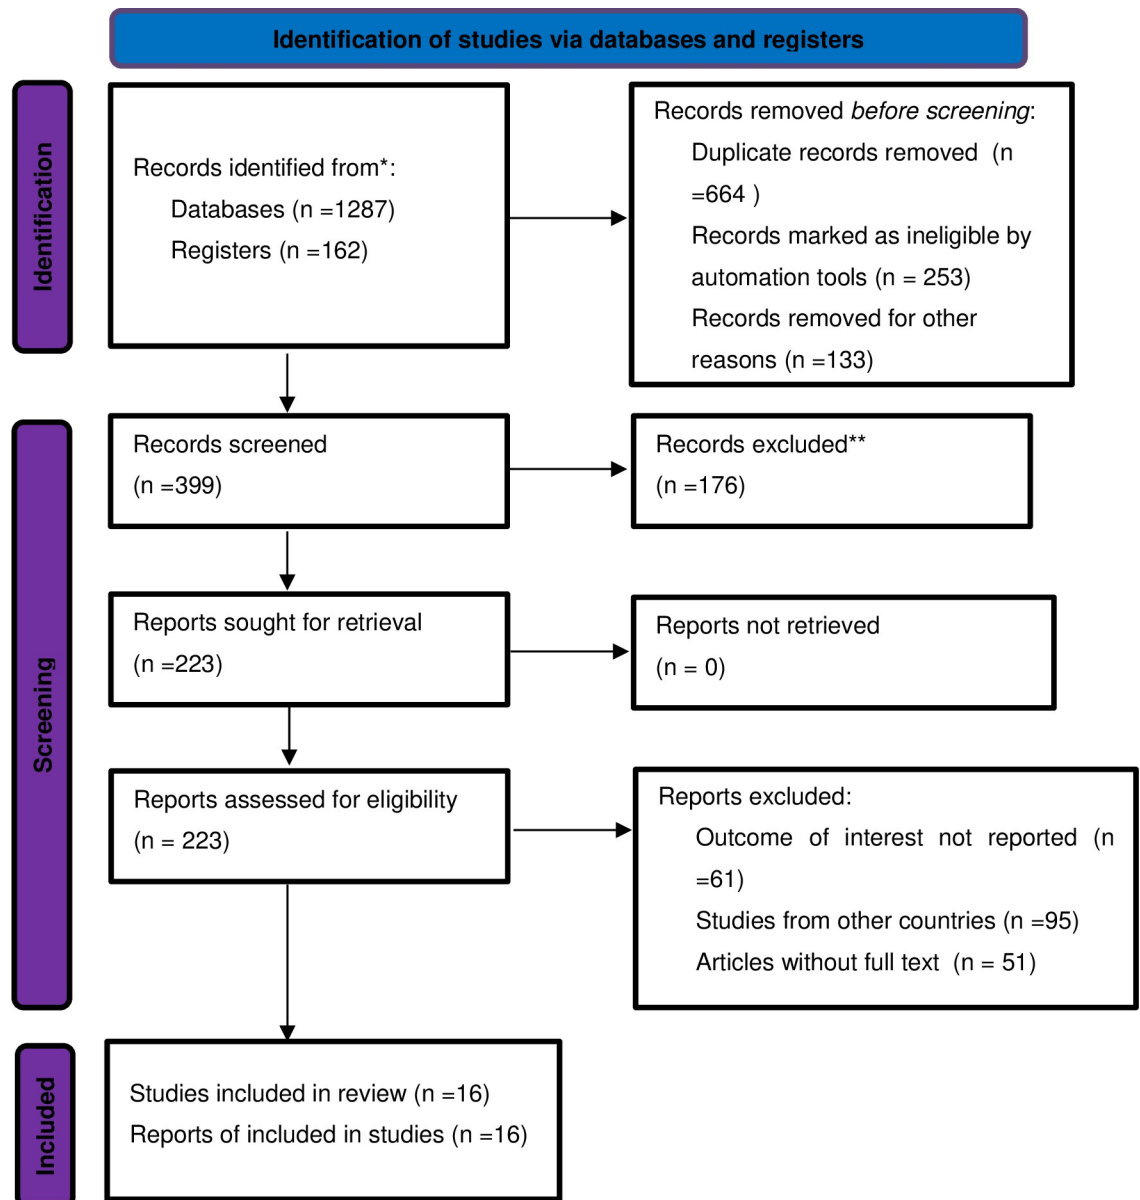 Identification of studies via databases and registers
Identification
Records identified from*:
Databases (n =1287)
Registers (n =162)
Records removed before screening:
Duplicate records removed (n
=664 )
Records marked as ineligible by
automation tools (n = 253)
Records removed for other
reasons (n =133)
Screening
Records screened
(n =399)
Records excluded**
(n =176)
Reports sought for retrieval
(n =223)
Reports not retrieved
(n = 0)
Reports assessed for eligibility
(n = 223)
Reports excluded:
Outcome of interest not reported (n
=61)
Studies from other countries (n =95)
Articles without full text (n = 51)
Included
Studies included in review (n =16)
Reports of included in studies (n =16)